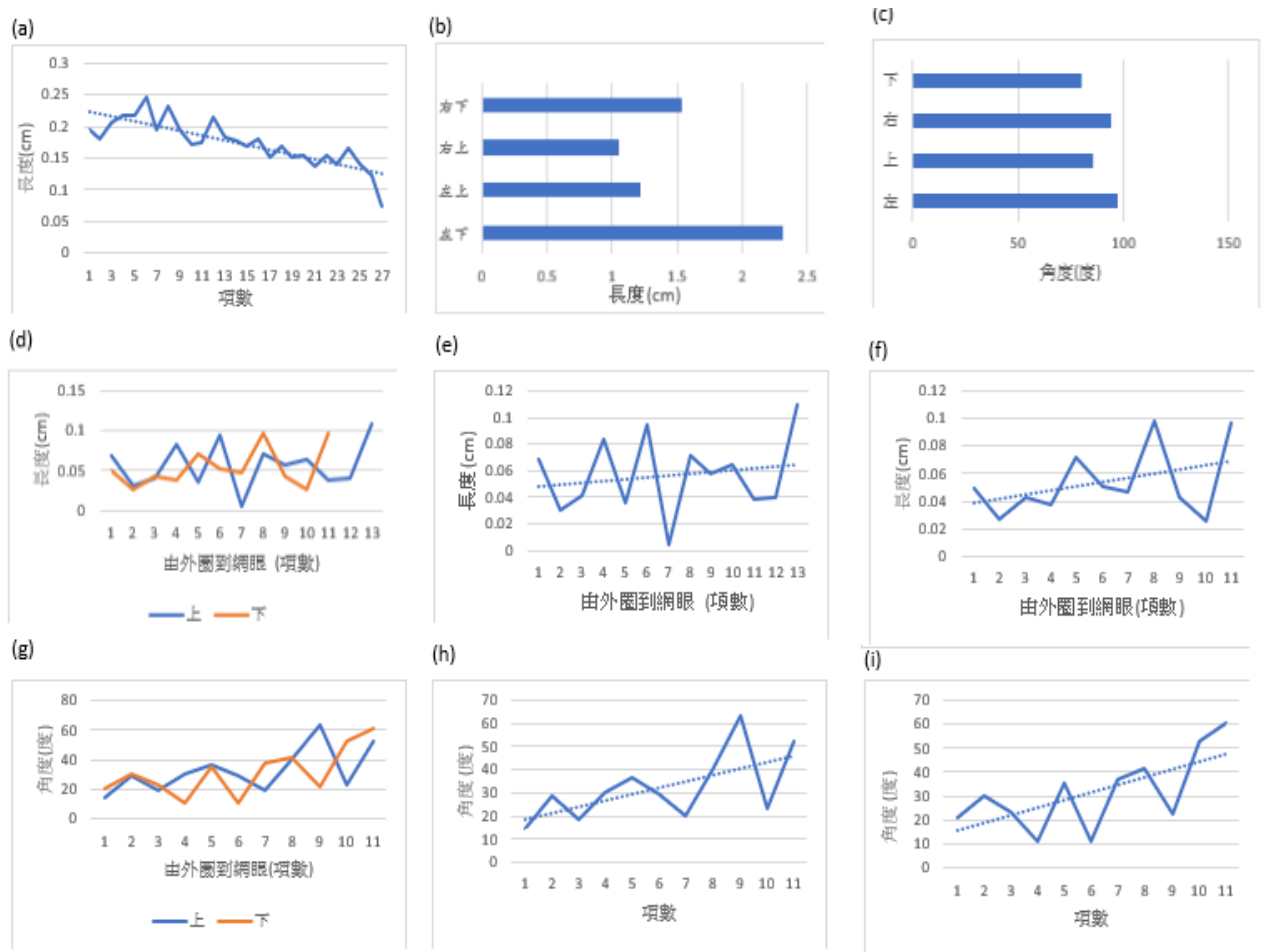 (a)
0.3
0.25
0.2
0.15
0.1
0.05
0
長度(cm)
1 3 5 7 9 11 13 15 17 19 21 23 25 27
項數
(b)
右下
右上
左上
左下
0 0.5 1 1.5 2 2.5
長度(cm)
(c)
下
右
上
左
0 50 100 150
角度(度)
(d)
0.15
0.1
0.05
0
長度(cm)
1 2 3 4 5 6 7 8 9 10 11 12 13
由外圈到網眼 (項數)
上 下
(e)
0.12
0.1
0.08
0.06
0.04
0.02
0
長度(cm)
1 2 3 4 5 6 7 8 9 10 11 12 13
由外圈到網眼 (項數)
(f)
0.12
0.1
0.08
0.06
0.04
0.02
0
長度(cm)
1 2 3 4 5 6 7 8 9 10 11
由外圈到網眼 (項數)
(g)
80
60
40
20
0
角度(度)
1 2 3 4 5 6 7 8 9 10 11
由外圈到網眼(項數)
上 下
(h)
70
60
50
40
30
20
10
0
角度(度)
1 2 3 4 5 6 7 8 9 10 11
項數
(i)
70
60
50
40
30
20
10
0
角度(度)
1 2 3 4 5 6 7 8 9 10 11
項數